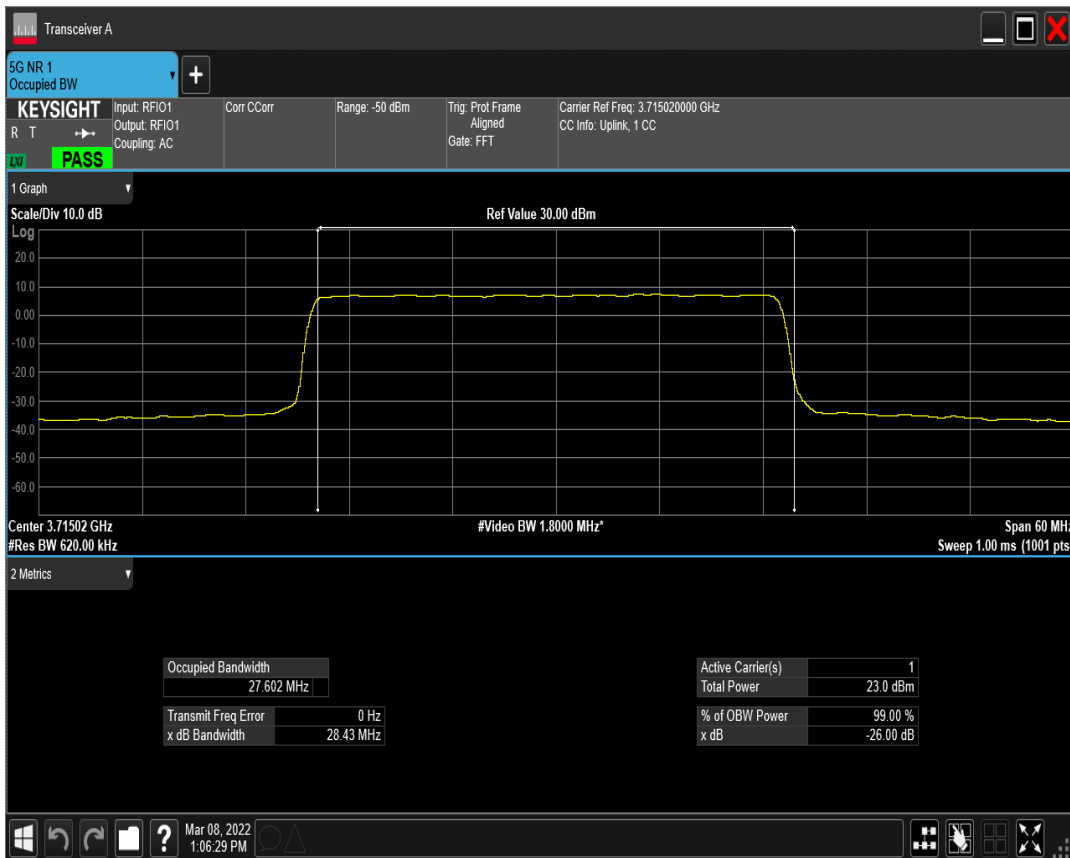 Transceiver A
5G NR 1
Occupied BW
+
KEYSIGHT
R T
LXI
PASS
Input: RFIO1
Output: RFIO1
Coupling: AC
Corr CCorr
Range: -50 dBm
Trig: Prot Frame
Aligned
Gate: FFT
Carrier Ref Freq: 3.715020000 GHz
CC Info: Uplink, 1 CC
1 Graph
Scale/Div 10.0 dB
Ref Value 30.00 dBm
Log
20.0
10.0
0.00
-10.0
-20.0
-30.0
-40.0
-50.0
-60.0
Center 3.71502 GHz
#Video BW 1.8000 MHz*
Span 60 MHz
#Res BW 620.00 kHz
Sweep 1.00 ms (1001 pts
2 Metrics
Occupied Bandwidth
27.602 MHz
Active Carrier(s) 1
Total Power 23.0 dBm
Transmit Freq Error 0 Hz
x dB Bandwidth 28.43 MHz
% of OBW Power 99.00 %
x dB -26.00 dB
?
Mar 08, 2022
1:06:29 PM